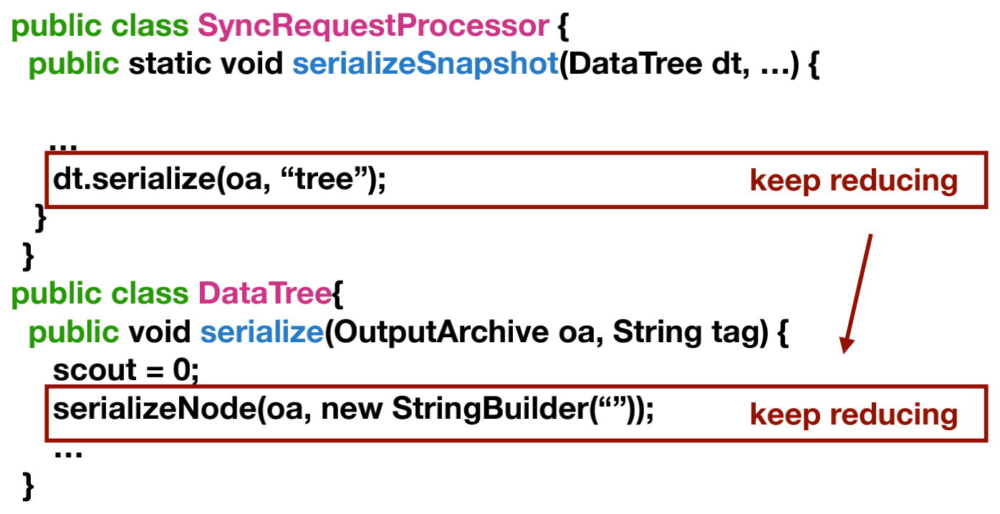 public class SyncRequestProcessor {
public static void serializeSnapshot(DataTree dt, …) {
…
dt.serialize(oa, “tree”); keep reducing
}
}
public class DataTree{
public void serialize(OutputArchive oa, String tag) {
scout = 0;
serializeNode(oa, new StringBuilder(“”)); keep reducing
…
}